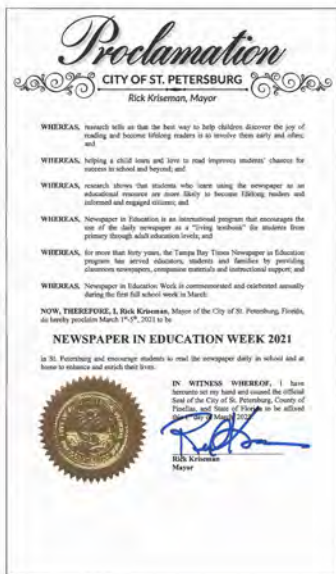 Proclamation
CITY OF ST. PETERSBURG
Rick Kriseman, Mayor
WHEREAS, research tells us that the best way to help children discover the joy of
reading and become lifelong readers is to involve them early and often;
and
WHEREAS, helping a child learn and love to read improves students' chances for
success in school and beyond; and
WHEREAS, research shows that students who learn using the newspaper as an
educational resource are more likely to become lifelong readers and
informed and engaged citizens; and
WHEREAS, Newspaper in Education is an international program that encourages the
use of the daily newspaper as a "living textbook" for students from
primary through adult education levels; and
WHEREAS, for more than forty years, the Tampa Bay Times Newspaper in Education
program has served educators, students and families by providing
classroom newspapers, companion materials and instructional support; and
WHEREAS, Newspaper in Education Week is commemorated and celebrated annually
during the first full school week in March;
NOW, THEREFORE, I, Rick Kriseman, Mayor of the City of St. Petersburg, Florida,
do hereby proclaim March 1st-5th, 2021 to be
NEWSPAPER IN EDUCATION WEEK 2021
in St. Petersburg and encourage students to read the newspaper daily in school and at
home to enhance and enrich their lives.
IN WITNESS WHEREOF, I have
hereunto set my hand and caused the official
Seal of the City of St. Petersburg, County of
Pinellas, and State of Florida to be affixed
this 1st day of March 2021
Rick Kriseman
Mayor